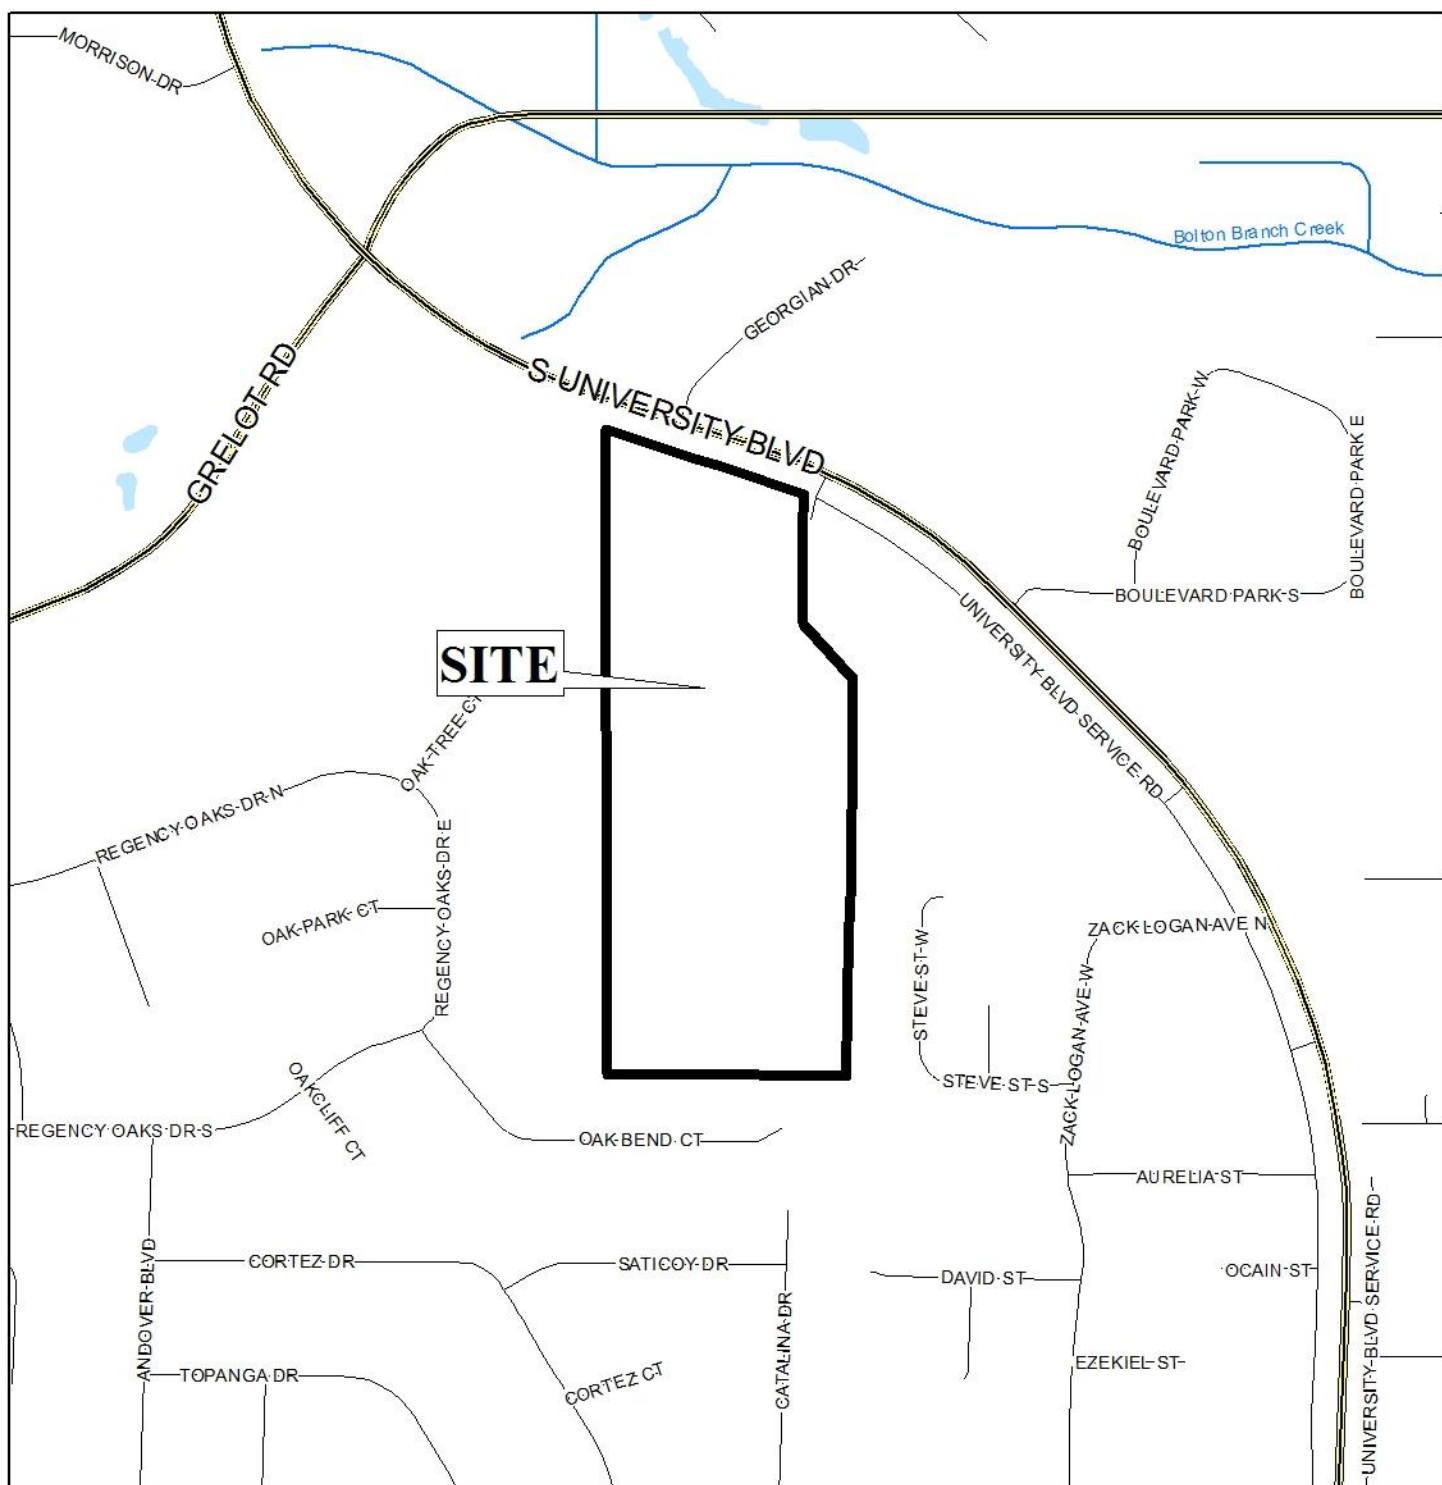 MORRISON DR
Bolton Branch Creek
GEORGIAN DR
S UNIVERSITY BLVD
GRELOT RD
BOULEVARD PARK W
BOULEVARD PARK E
BOULEVARD PARK S
UNIVERSITY BLVD SERVICE RD
SITE
OAK TREE CT
REGENCY OAKS DR N
REGENCY OAKS DR E
OAK PARK CT
STEVE ST W
ZACK LOGAN AVE N
ZACK LOGAN AVE W
STEVE ST S
OAKCLIFF CT
REGENCY OAKS DR S
OAK BEND CT
AURELIA ST
ANDOVER BLVD
CORTEZ DR
SATICOY DR
CATALINA DR
DAVID ST
OCAIN ST
UNIVERSITY BLVD SERVICE RD
TOPANGA DR
CORTEZ CT
EZEKIEL ST